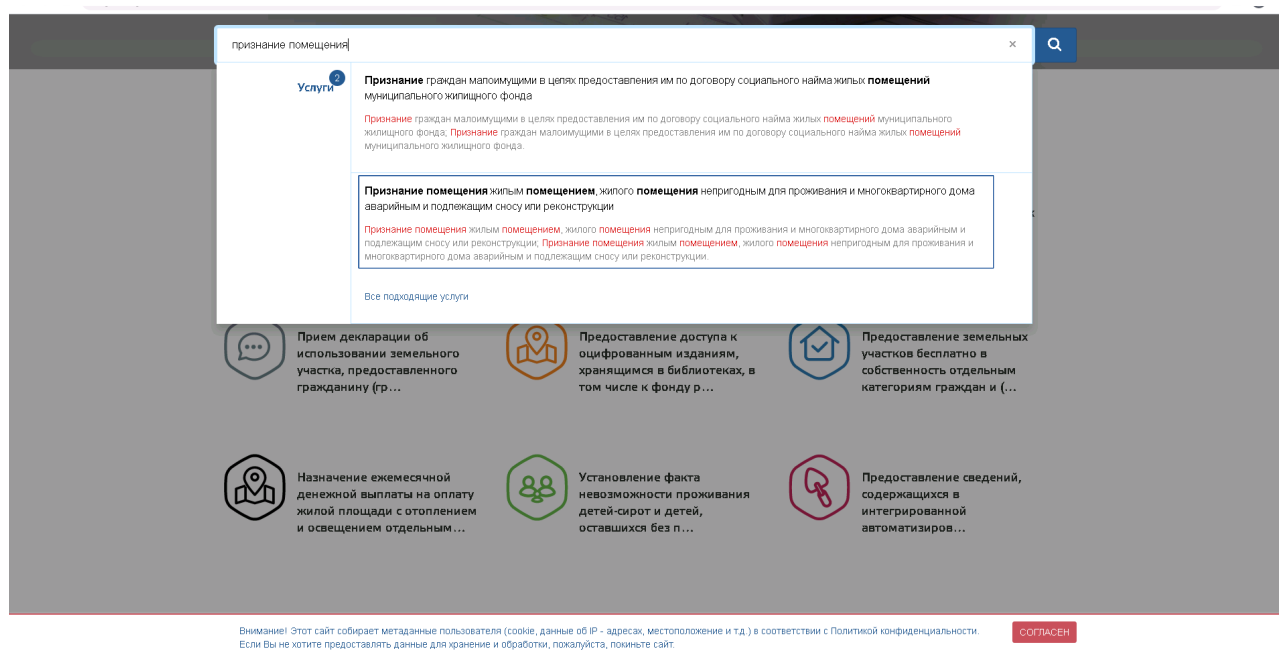 признание помещения
×
Услуги
2
Признание граждан малоимущими в целях предоставления им по договору социального найма жилых помещений
муниципального жилищного фонда
Признание граждан малоимущими в целях предоставления им по договору социального найма жилых помещений муниципального
жилищного фонда; Признание граждан малоимущими в целях предоставления им по договору социального найма жилых помещений
муниципального жилищного фонда.
Признание помещения жилым помещением, жилого помещения непригодным для проживания и многоквартирного дома
аварийным и подлежащим сносу или реконструкции
Признание помещения жилым помещением, жилого помещения непригодным для проживания и многоквартирного дома аварийным и
подлежащим сносу или реконструкции; Признание помещения жилым помещением, жилого помещения непригодным для проживания и
многоквартирного дома аварийным и подлежащим сносу или реконструкции.
Все подходящие услуги
Прием декларации об
использовании земельного
участка, предоставленного
гражданину (гр...
Предоставление доступа к
оцифрованным изданиям,
хранящимся в библиотеках, в
том числе к фонду р...
Предоставление земельных
участков бесплатно в
собственность отдельным
категориям граждан и (...
Назначение ежемесячной
денежной выплаты на оплату
жилой площади с отоплением
и освещением отдельным...
Установление факта
невозможности проживания
детей-сирот и детей,
оставшихся без п...
Предоставление сведений,
содержащихся в
интегрированной
автоматизиров...
Внимание! Этот сайт собирает метаданные пользователя (cookie, данные об IP - адресах, местоположение и т.д.) в соответствии с Политикой конфиденциальности.
Если Вы не хотите предоставлять данные для хранение и обработки, пожалуйста, покиньте сайт.
СОГЛАСЕН